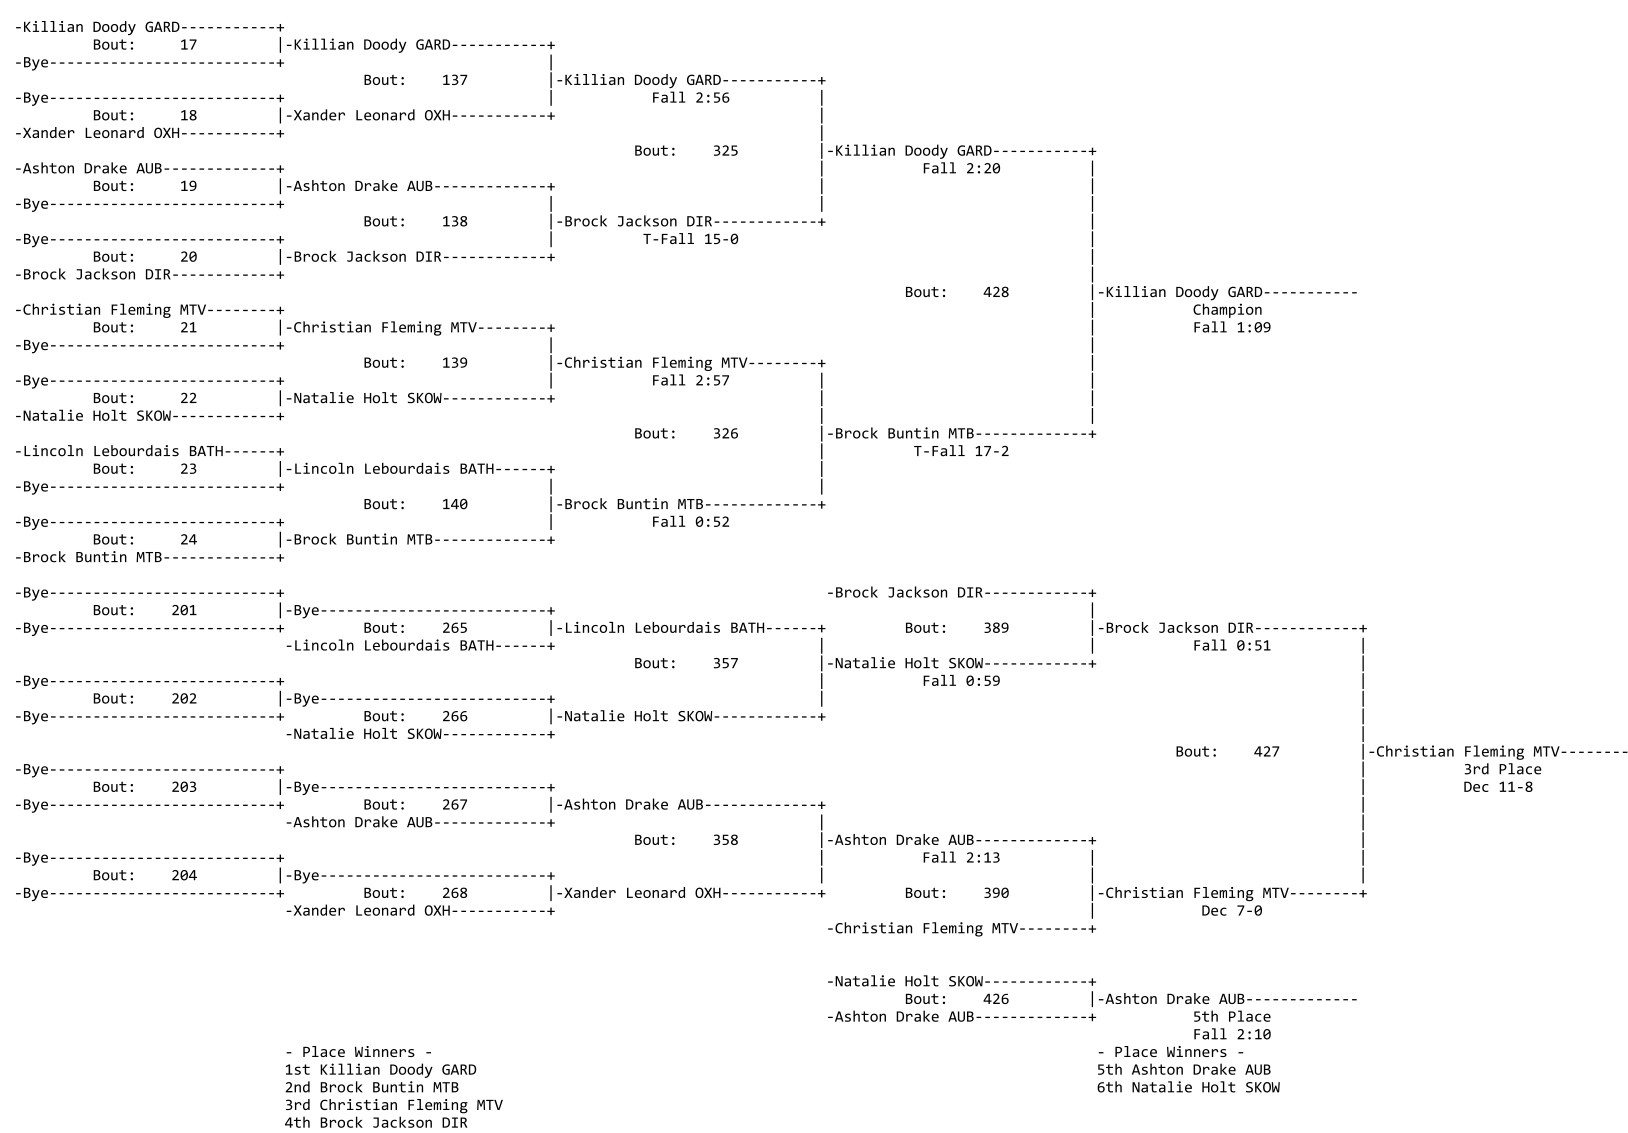 -Killian Doody GARD-----------+
Bout: 17 |-Killian Doody GARD-----------+
-Bye--------------------------+ |
Bout: 137 |-Killian Doody GARD-----------+
-Bye--------------------------+ | Fall 2:56 |
Bout: 18 |-Xander Leonard OXH-----------+ |
-Xander Leonard OXH-----------+ |
Bout: 325 |-Killian Doody GARD-----------+
-Ashton Drake AUB-------------+ | Fall 2:20 |
Bout: 19 |-Ashton Drake AUB-------------+ | |
-Bye--------------------------+ | | |
Bout: 138 |-Brock Jackson DIR------------+ |
-Bye--------------------------+ | T-Fall 15-0 |
Bout: 20 |-Brock Jackson DIR------------+ |
-Brock Jackson DIR------------+ |
Bout: 428 |-Killian Doody GARD-----------
-Christian Fleming MTV--------+ | Champion
Bout: 21 |-Christian Fleming MTV--------+ | Fall 1:09
-Bye--------------------------+ | |
Bout: 139 |-Christian Fleming MTV--------+ |
-Bye--------------------------+ | Fall 2:57 | |
Bout: 22 |-Natalie Holt SKOW------------+ | |
-Natalie Holt SKOW------------+ | |
Bout: 326 |-Brock Buntin MTB-------------+
-Lincoln Lebourdais BATH------+ | T-Fall 17-2
Bout: 23 |-Lincoln Lebourdais BATH------+ |
-Bye--------------------------+ | |
Bout: 140 |-Brock Buntin MTB-------------+
-Bye--------------------------+ | Fall 0:52
Bout: 24 |-Brock Buntin MTB-------------+
-Brock Buntin MTB-------------+
-Bye--------------------------+ -Brock Jackson DIR------------+
Bout: 201 |-Bye--------------------------+ |
-Bye--------------------------+ Bout: 265 |-Lincoln Lebourdais BATH------+ Bout: 389 |-Brock Jackson DIR------------+
-Lincoln Lebourdais BATH------+ | | Fall 0:51 |
Bout: 357 |-Natalie Holt SKOW------------+ |
-Bye--------------------------+ | Fall 0:59 |
Bout: 202 |-Bye--------------------------+ | |
-Bye--------------------------+ Bout: 266 |-Natalie Holt SKOW------------+ |
-Natalie Holt SKOW------------+ |
Bout: 427 |-Christian Fleming MTV--------
-Bye--------------------------+ | 3rd Place
Bout: 203 |-Bye--------------------------+ | Dec 11-8
-Bye--------------------------+ Bout: 267 |-Ashton Drake AUB-------------+ |
-Ashton Drake AUB-------------+ | |
Bout: 358 |-Ashton Drake AUB-------------+ |
-Bye--------------------------+ | Fall 2:13 | |
Bout: 204 |-Bye--------------------------+ | | |
-Bye--------------------------+ Bout: 268 |-Xander Leonard OXH-----------+ Bout: 390 |-Christian Fleming MTV--------+
-Xander Leonard OXH-----------+ | Dec 7-0
-Christian Fleming MTV--------+
-Natalie Holt SKOW------------+
Bout: 426 |-Ashton Drake AUB-------------
-Ashton Drake AUB-------------+ 5th Place
Fall 2:10
- Place Winners - - Place Winners -
1st Killian Doody GARD 5th Ashton Drake AUB
2nd Brock Buntin MTB 6th Natalie Holt SKOW
3rd Christian Fleming MTV
4th Brock Jackson DIR